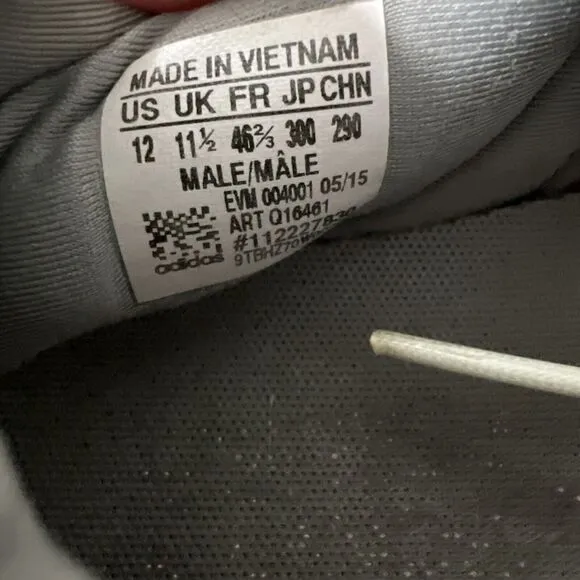 MADE IN VIETNAM
US UK FR JP CHN
12 11½ 46⅔ 300 290
MALE/MÂLE
EVM 004001 05/15
ART Q16461
adidas